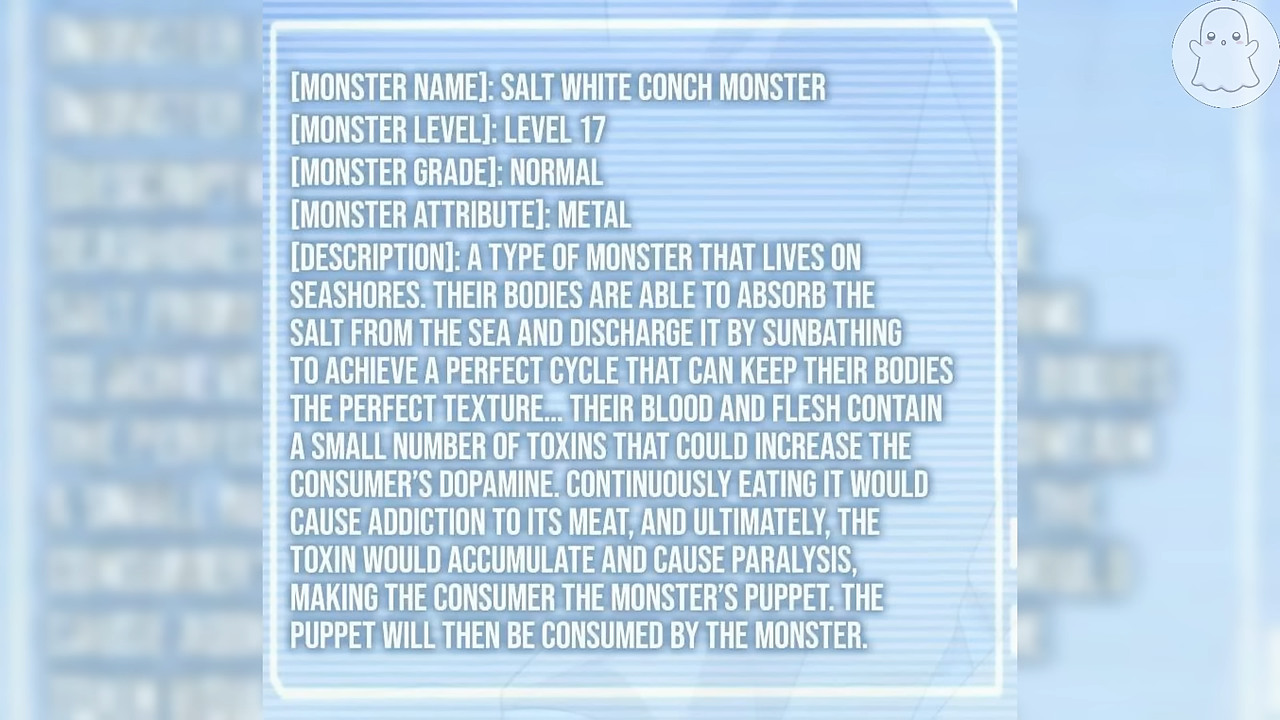 [MONSTER NAME]: SALT WHITE CONCH MONSTER
[MONSTER LEVEL]: LEVEL 17
[MONSTER GRADE]: NORMAL
[MONSTER ATTRIBUTE]: METAL
[DESCRIPTION]: A TYPE OF MONSTER THAT LIVES ON
SEASHORES. THEIR BODIES ARE ABLE TO ABSORB THE
SALT FROM THE SEA AND DISCHARGE IT BY SUNBATHING
TO ACHIEVE A PERFECT CYCLE THAT CAN KEEP THEIR BODIES
THE PERFECT TEXTURE... THEIR BLOOD AND FLESH CONTAIN
A SMALL NUMBER OF TOXINS THAT COULD INCREASE THE
CONSUMER'S DOPAMINE. CONTINUOUSLY EATING IT WOULD
CAUSE ADDICTION TO ITS MEAT, AND ULTIMATELY, THE
TOXIN WOULD ACCUMULATE AND CAUSE PARALYSIS,
MAKING THE CONSUMER THE MONSTER'S PUPPET. THE
PUPPET WILL THEN BE CONSUMED BY THE MONSTER.